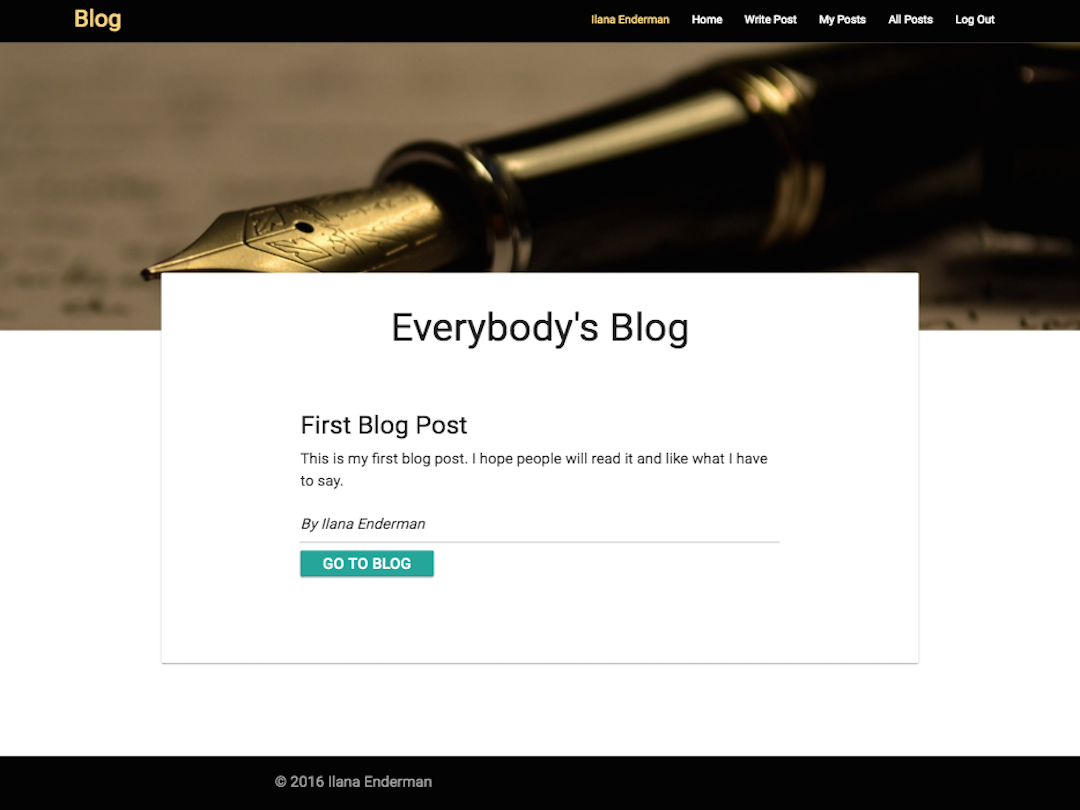 Blog
Ilana Enderman Home Write Post My Posts All Posts Log Out
Everybody's Blog
First Blog Post
This is my first blog post. I hope people will read it and like what I have
to say.
By Ilana Enderman
GO TO BLOG
© 2016 Ilana Enderman